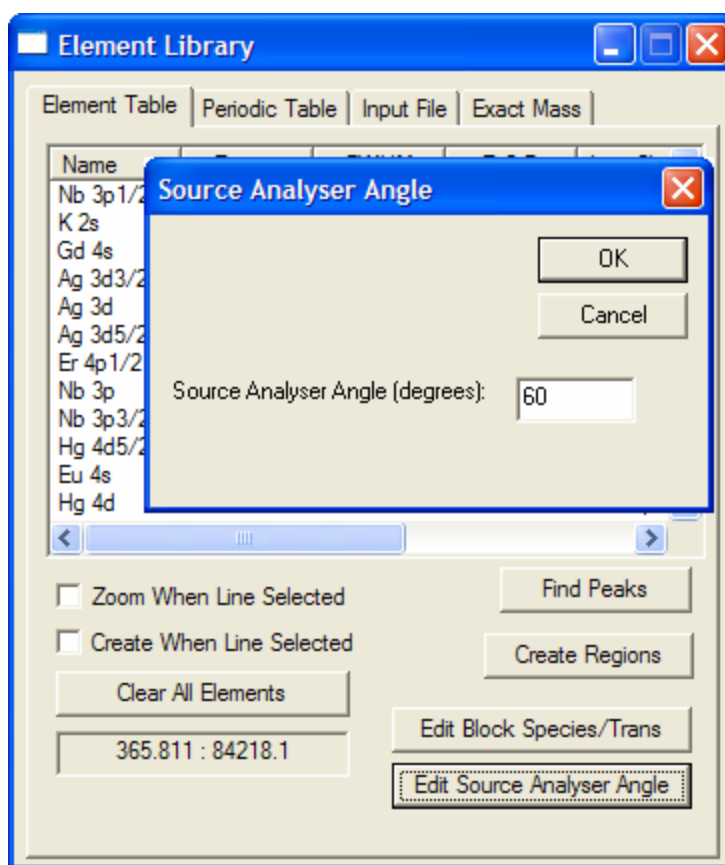 Element Library
Element Table Periodic Table Input File Exact Mass
Name
Source Analyser Angle
Nb 3p1/2
K 2s
Gd 4s
OK
Ag 3d3/2
Ag 3d
Cancel
Ag 3d5/2
Er 4p1/2
Nb 3p
Source Analyser Angle (degrees): 60
Nb 3p3/2
Hg 4d5/2
Eu 4s
Hg 4d
Zoom When Line Selected
Find Peaks
Create When Line Selected
Create Regions
Clear All Elements
Edit Block Species/Trans
365.811 : 84218.1
Edit Source Analyser Angle